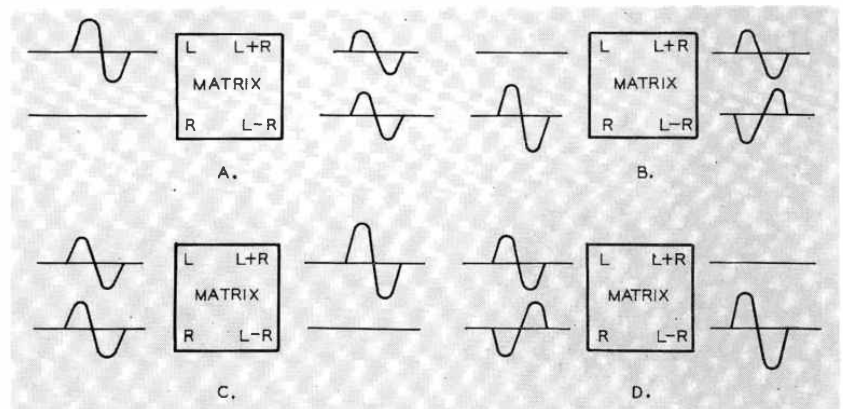 L L+R
MATRIX
R L-R
A.
L L+R
MATRIX
R L-R
B.
L L+R
MATRIX
R L-R
C.
L L+R
MATRIX
R L-R
D.